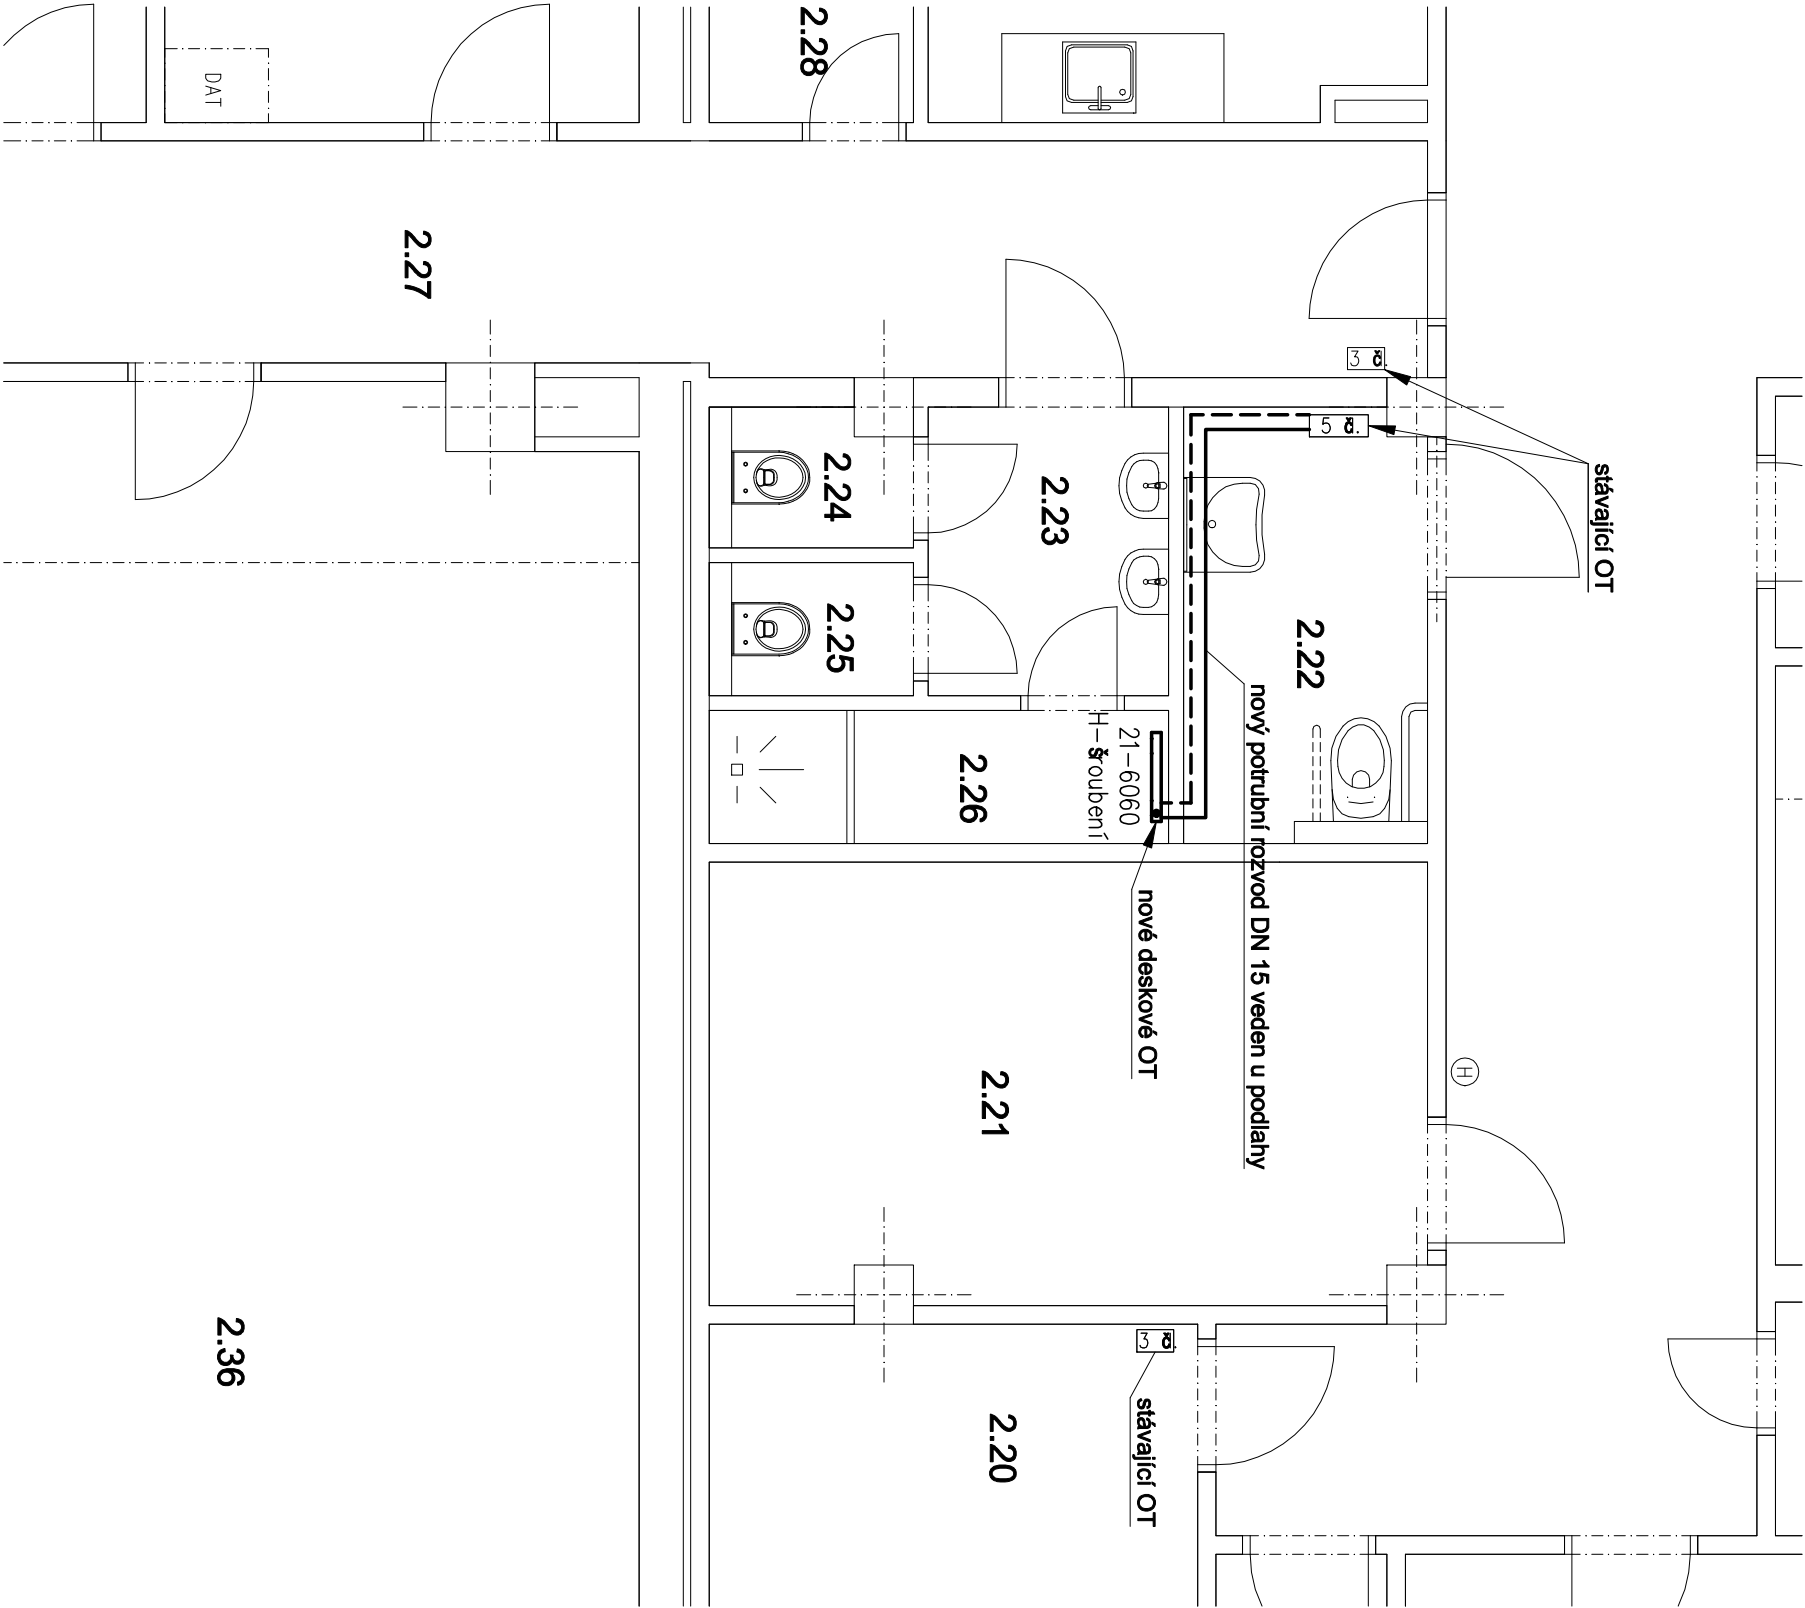 2.28
DAT
2.27
3 č.
5 č.
stávající OT
2.24
2.23
2.25
2.22
nový potrubní rozvod DN 15 veden u podlahy
21-6060
H-šroubení
2.26
nové deskové OT
2.21
H
3 č.
stávající OT
2.20
2.36